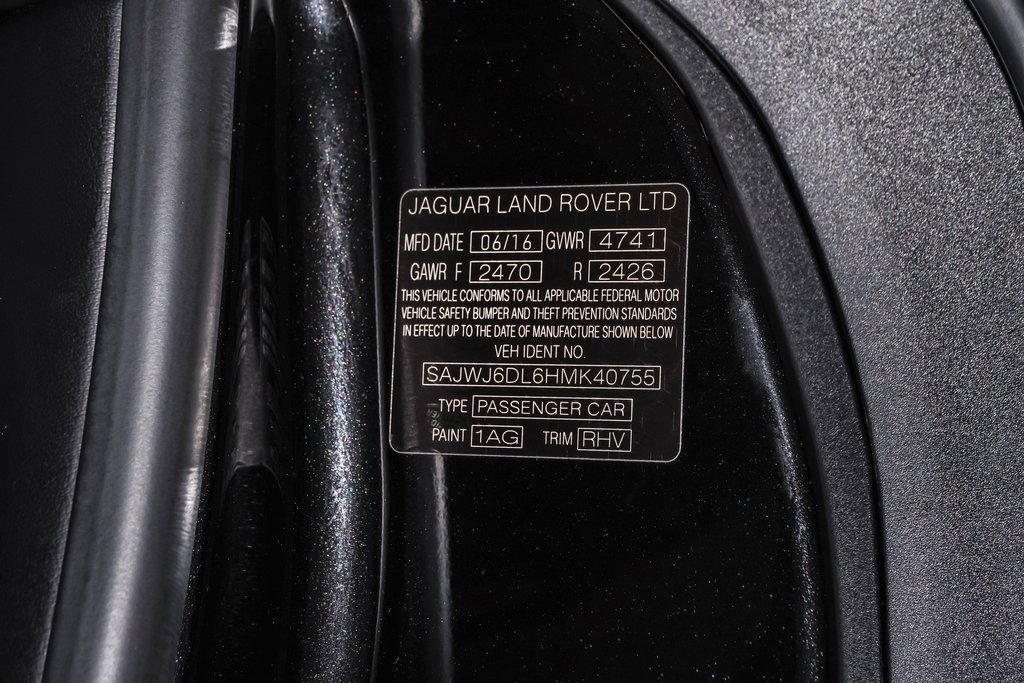 JAGUAR LAND ROVER LTD
MFD DATE 06/16 GVWR 4741
GAWR F 2470 R 2426
THIS VEHICLE CONFORMS TO ALL APPLICABLE FEDERAL MOTOR
VEHICLE SAFETY BUMPER AND THEFT PREVENTION STANDARDS
IN EFFECT UP TO THE DATE OF MANUFACTURE SHOWN BELOW
VEH IDENT NO.
SAJWJ6DL6HMK40755
TYPE PASSENGER CAR
PAINT 1AG TRIM RHV